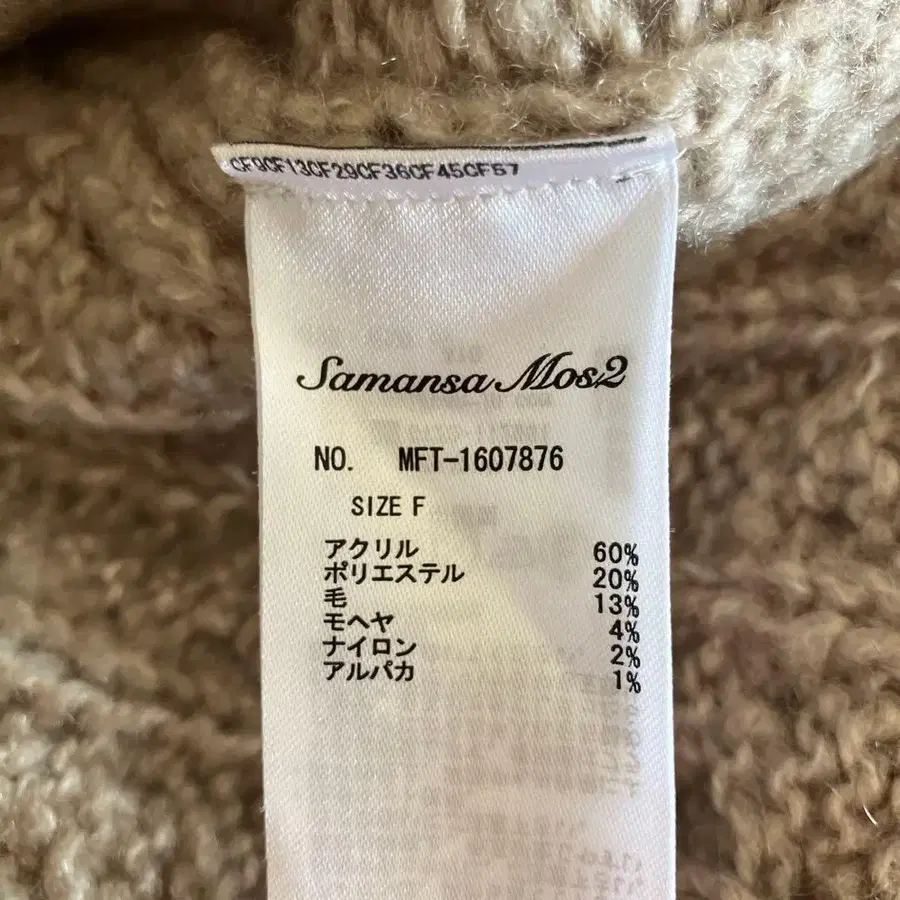 CF9CF13CF29CF36CF45CF57
Samansa Mos2
NO. MFT-1607876
SIZE F
アクリル 60%
ポリエステル 20%
毛 13%
モヘヤ 4%
ナイロン 2%
アルパカ 1%